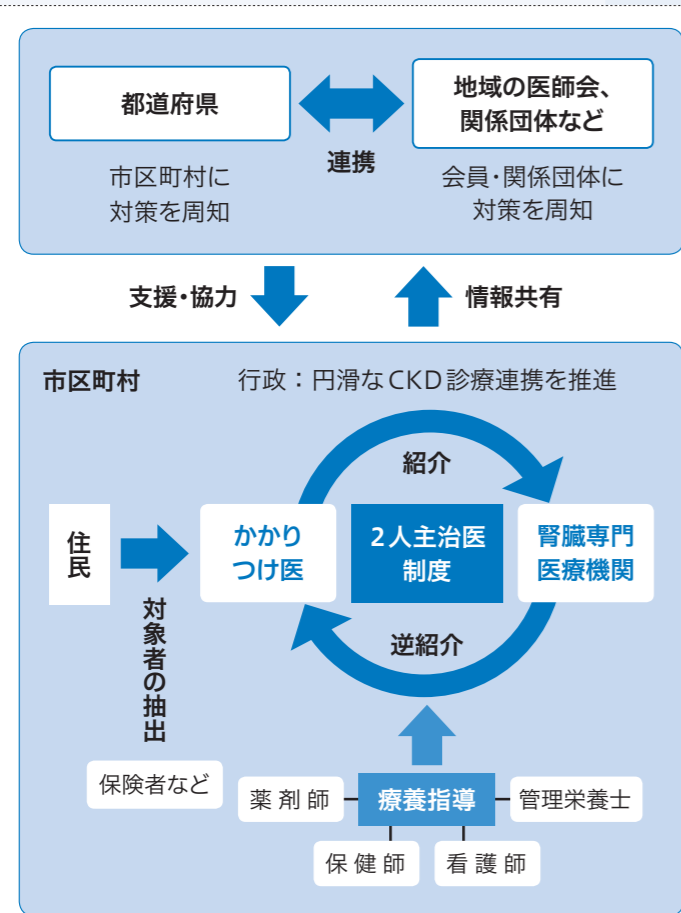 都道府県
地域の医師会、
関係団体など
連携
市区町村に
対策を周知
会員・関係団体に
対策を周知
支援・協力
情報共有
市区町村
行政：円滑なCKD診療連携を推進
紹介
住民
かかり
つけ医
2人主治医
制度
腎臓専門
医療機関
対象者の抽出
逆紹介
保険者など
薬剤師
療養指導
管理栄養士
保健師
看護師